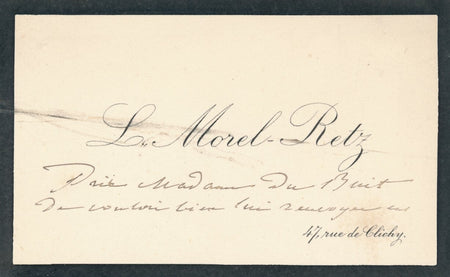 L. Morel-Retz
Prie Madame du Buit
de vouloir bien lui renvoyer
47, rue de Clichy.